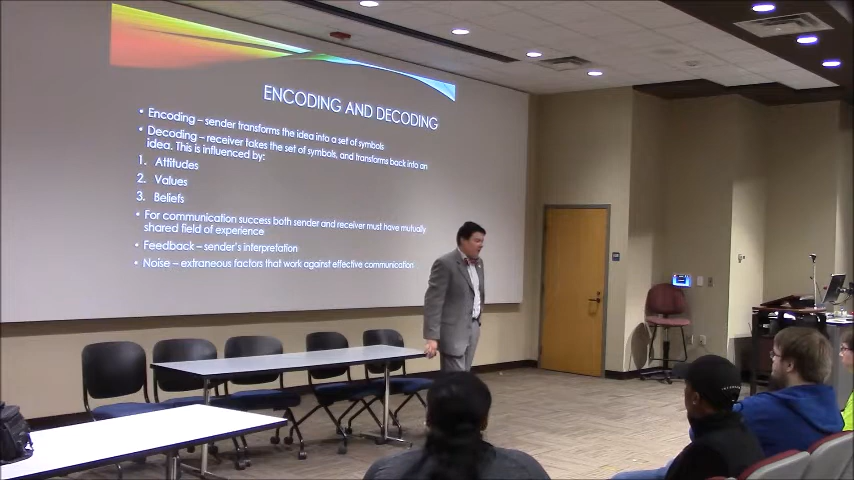 ENCODING AND DECODING
• Encoding – sender transforms the idea into a set of symbols
• Decoding – receiver takes the set of symbols, and transforms back into an
idea. This is influenced by:
1. Attitudes
2. Values
3. Beliefs
• For communication success both sender and receiver must have mutually
shared field of experience
• Feedback – sender's interpretation
• Noise – extraneous factors that work against effective communication